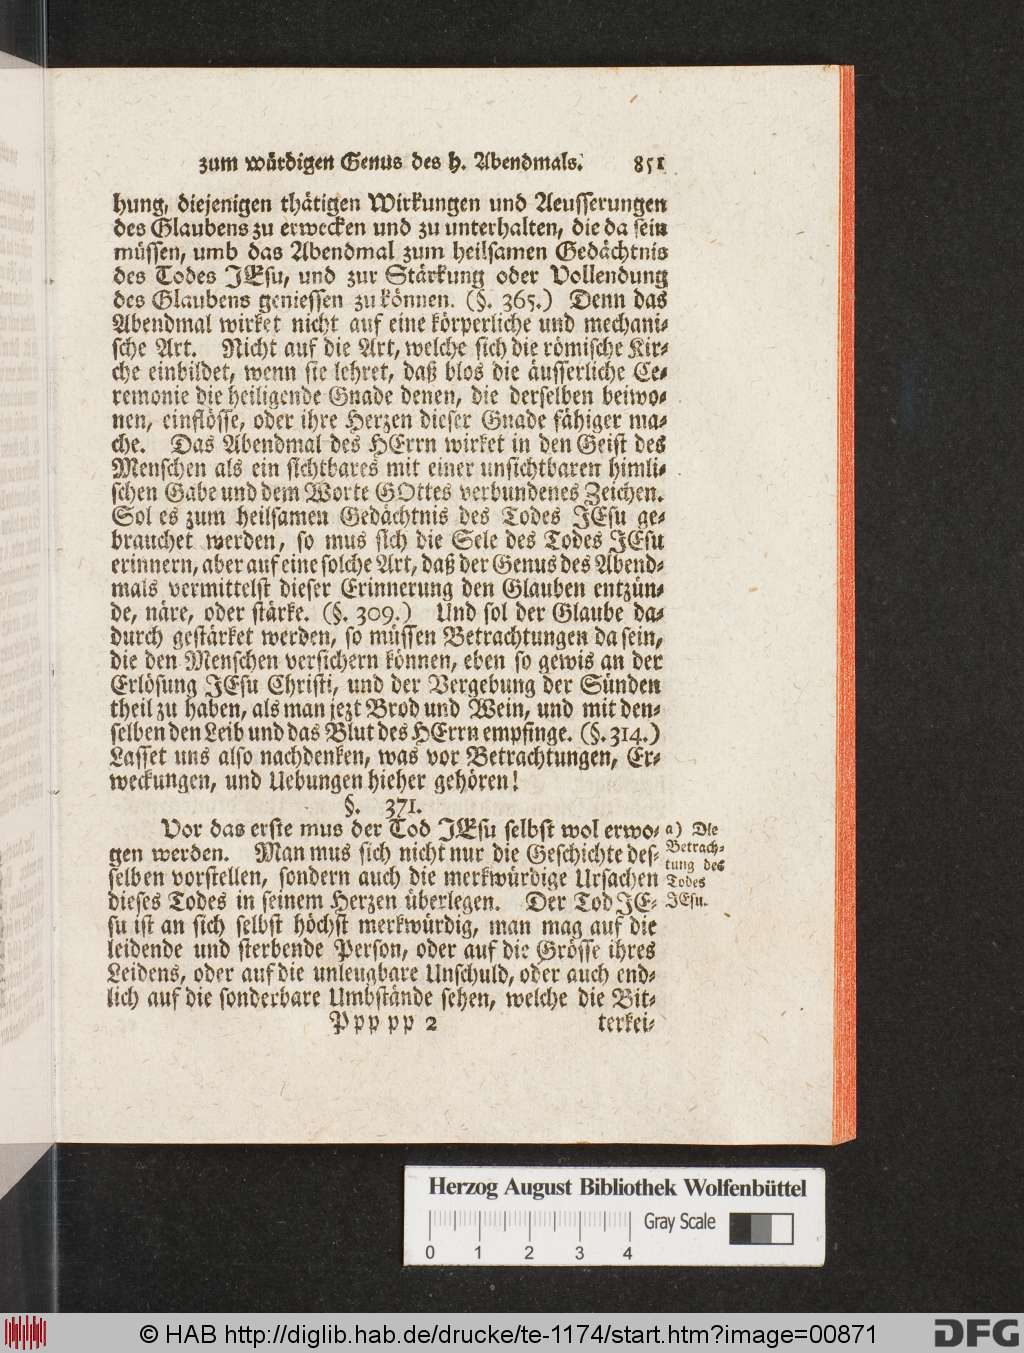 zum würdigen Genus des h. Abendmals. 851
hung, diejenigen thätigen Wirkungen und Aeusserungen
des Glaubens zu erwecken und zu unterhalten, die da sein
müssen, umb das Abendmal zum heilsamen Gedächtnis
des Todes JEsu, und zur Stärkung oder Vollendung
des Glaubens geniessen zu können. (§. 365.) Denn das
Abendmal wirket nicht auf eine körperliche und mechani-
sche Art. Nicht auf die Art, welche sich die römische Kir-
che einbildet, wenn sie lehret, daß blos die äusserliche Ce-
remonie die heiligende Gnade denen, die derselben beiwo-
nen, einflösse, oder ihre Herzen dieser Gnade fähiger ma-
che. Das Abendmal des HErrn wirket in den Geist des
Menschen als ein sichtbares mit einer unsichtbaren himli-
schen Gabe und dem Worte GOttes verbundenes Zeichen.
Sol es zum heilsamen Gedächtnis des Todes JEsu ge-
brauchet werden, so mus sich die Sele des Todes JEsu
erinnern, aber auf eine solche Art, daß der Genus des Abend-
mals vermittelst dieser Erinnerung den Glauben entzün-
de, näre, oder stärke. (§. 309.) Und sol der Glaube da-
durch gestärket werden, so müssen Betrachtungen da sein,
die den Menschen versichern können, eben so gewis an der
Erlösung JEsu Christi, und der Vergebung der Sünden
theil zu haben, als man jezt Brod und Wein, und mit den-
selben den Leib und das Blut des HErrn empfinge. (§. 314.)
Lasset uns also nachdenken, was vor Betrachtungen, Er-
weckungen, und Uebungen hieher gehören!
§. 371.
Vor das erste mus der Tod JEsu selbst wol erwo-
gen werden. Man mus sich nicht nur die Geschichte des-
selben vorstellen, sondern auch die merkwürdige Ursachen
dieses Todes in seinem Herzen überlegen. Der Tod JE-
su ist an sich selbst höchst merkwürdig, man mag auf die
leidende und sterbende Person, oder auf die Grösse ihres
Leidens, oder auf die unleugbare Unschuld, oder auch end-
lich auf die sonderbare Umbstände sehen, welche die Bit-
Ppp pp 2 terkei-
a) Die
Betrach-
tung des
Todes
JEsu.
Herzog August Bibliothek Wolfenbüttel
Gray Scale
0 1 2 3 4
© HAB http://diglib.hab.de/drucke/te-1174/start.htm?image=00871
DFG